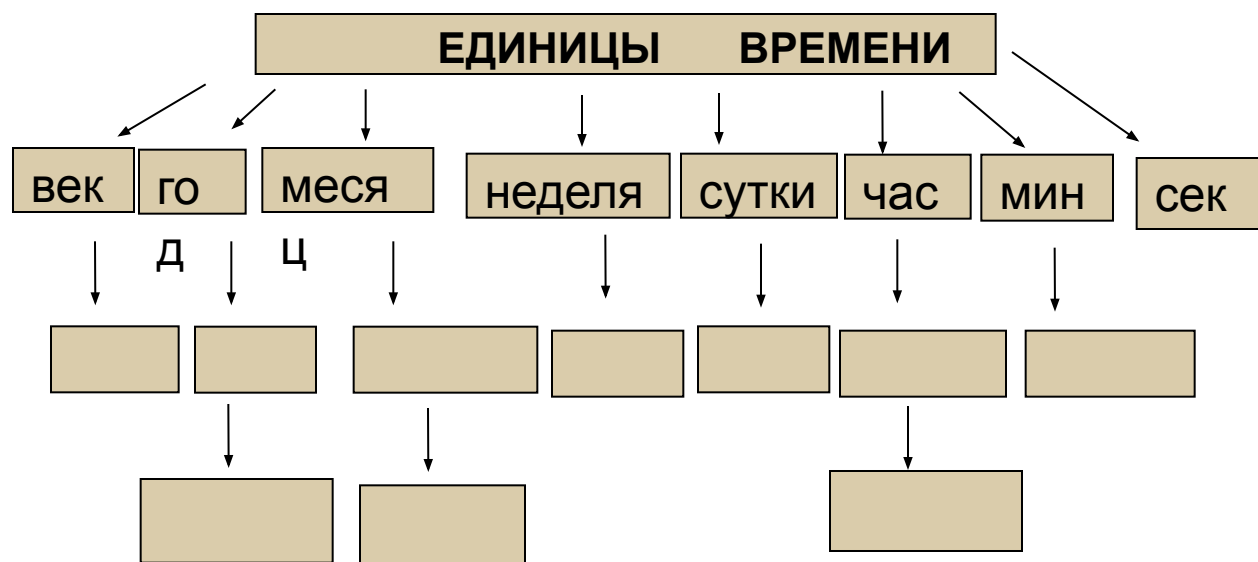 ЕДИНИЦЫ ВРЕМЕНИ
век
го
д
меся
ц
неделя
сутки
час
мин
сек